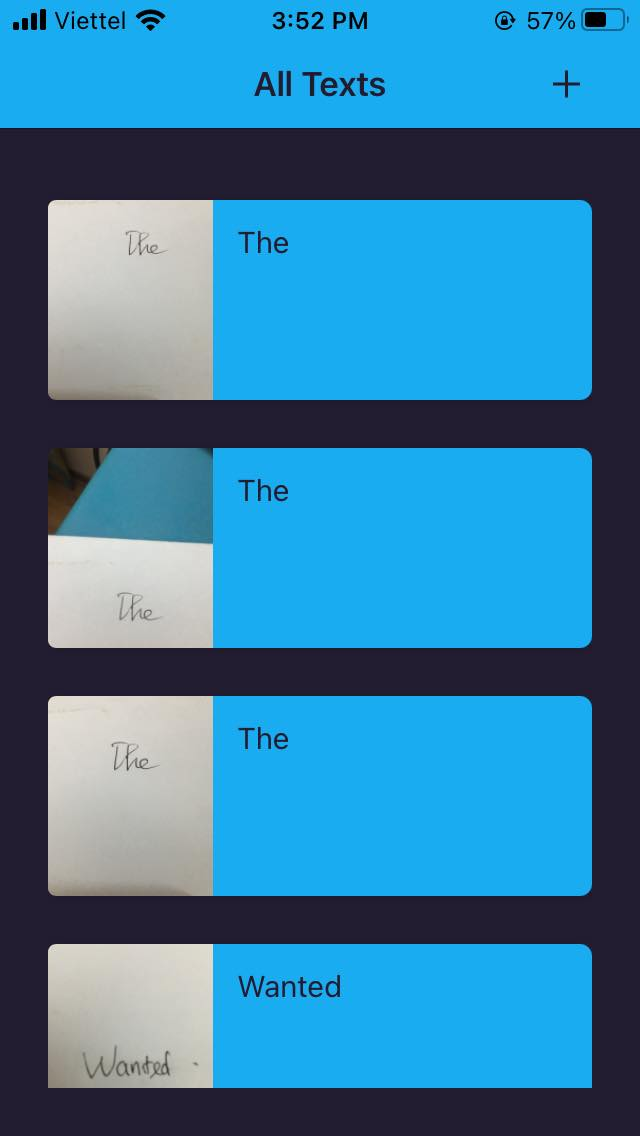 Viettel 3:52 PM 57%
All Texts +
The The
The
The
The
The
Wanted
Wanted .